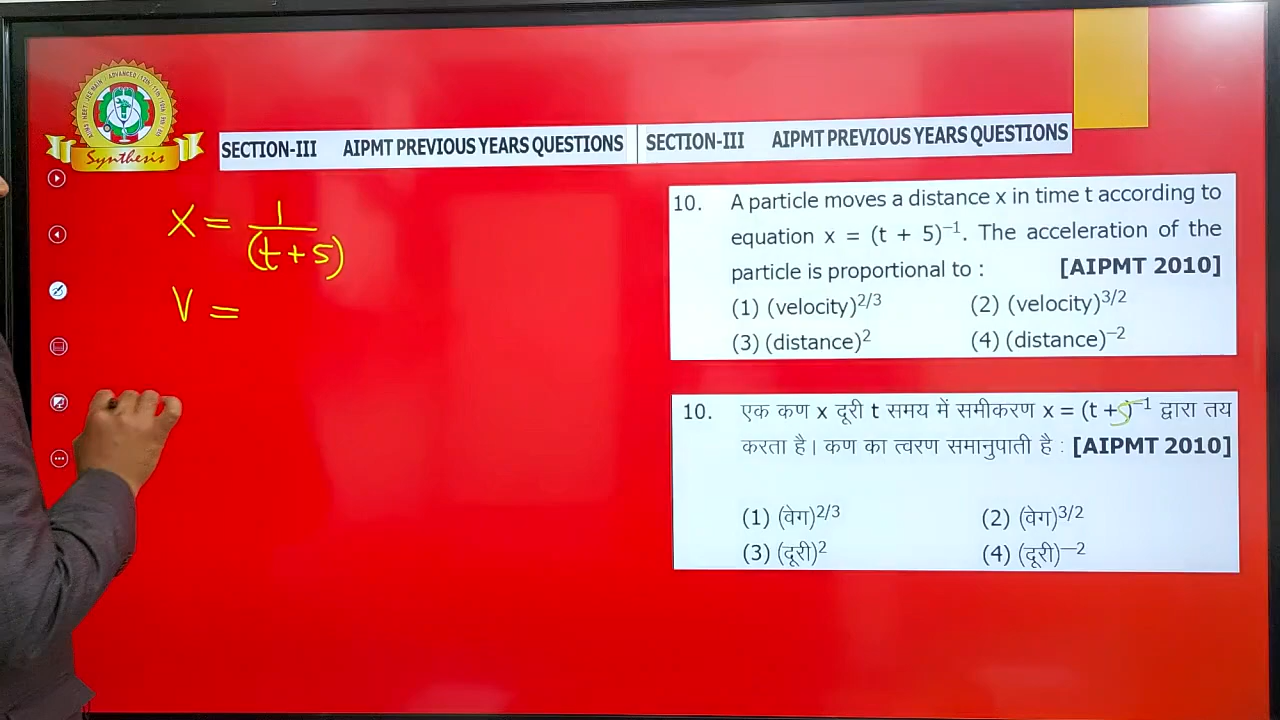 Synthesis
SECTION-III AIPMT PREVIOUS YEARS QUESTIONS
SECTION-III AIPMT PREVIOUS YEARS QUESTIONS
x = 1/(t + 5)
V =
10. A particle moves a distance x in time t according to
equation x = (t + 5)⁻¹. The acceleration of the
particle is proportional to : [AIPMT 2010]
(1) (velocity)^2/3 (2) (velocity)^3/2
(3) (distance)² (4) (distance)⁻²
10. एक कण x दूरी t समय में समीकरण x = (t + 5)⁻¹ द्वारा तय
करता है। कण का त्वरण समानुपाती है : [AIPMT 2010]
(1) (वेग)^2/3 (2) (वेग)^3/2
(3) (दूरी)² (4) (दूरी)⁻²